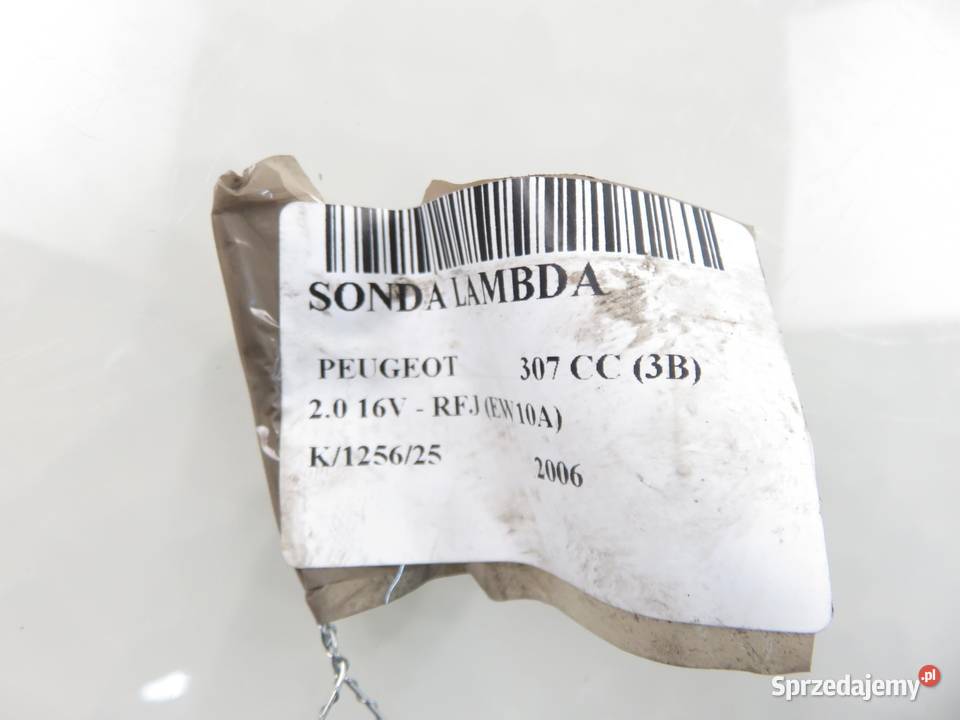 SONDA LAMBDA
PEUGEOT 307 CC (3B)
2.0 16V - RFJ (EW10A)
K/1256/25 2006
Sprzedajemy.pl